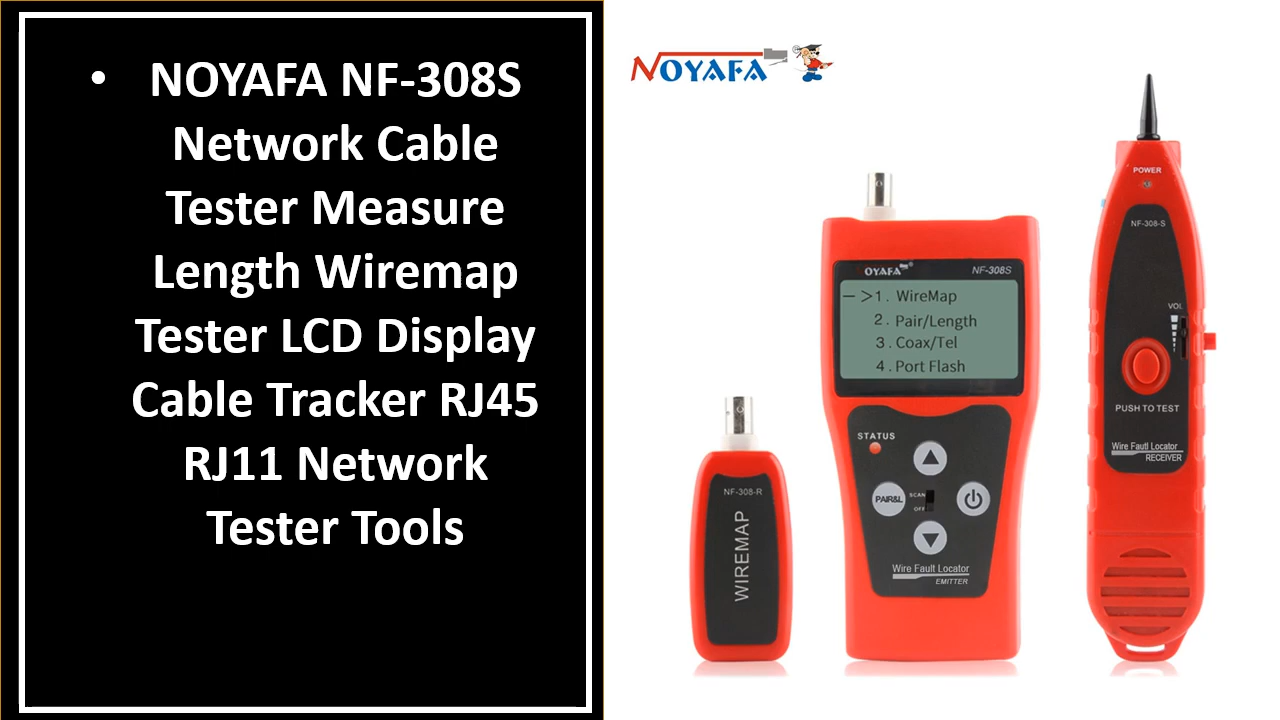 • NOYAFA NF-308S
Network Cable
Tester Measure
Length Wiremap
Tester LCD Display
Cable Tracker RJ45
RJ11 Network
Tester Tools
NOYAFA
POWER
NF-308-S
VOL
PUSH TO TEST
Wire Fautl Locator
RECEIVER
NOYAFA® NF-308S
—>1. WireMap
2. Pair/Length
3. Coax/Tel
4. Port Flash
STATUS
PAIR&L
SCAN
OFF
Wire Fault Locator
EMITTER
NF-308-R
WIREMAP